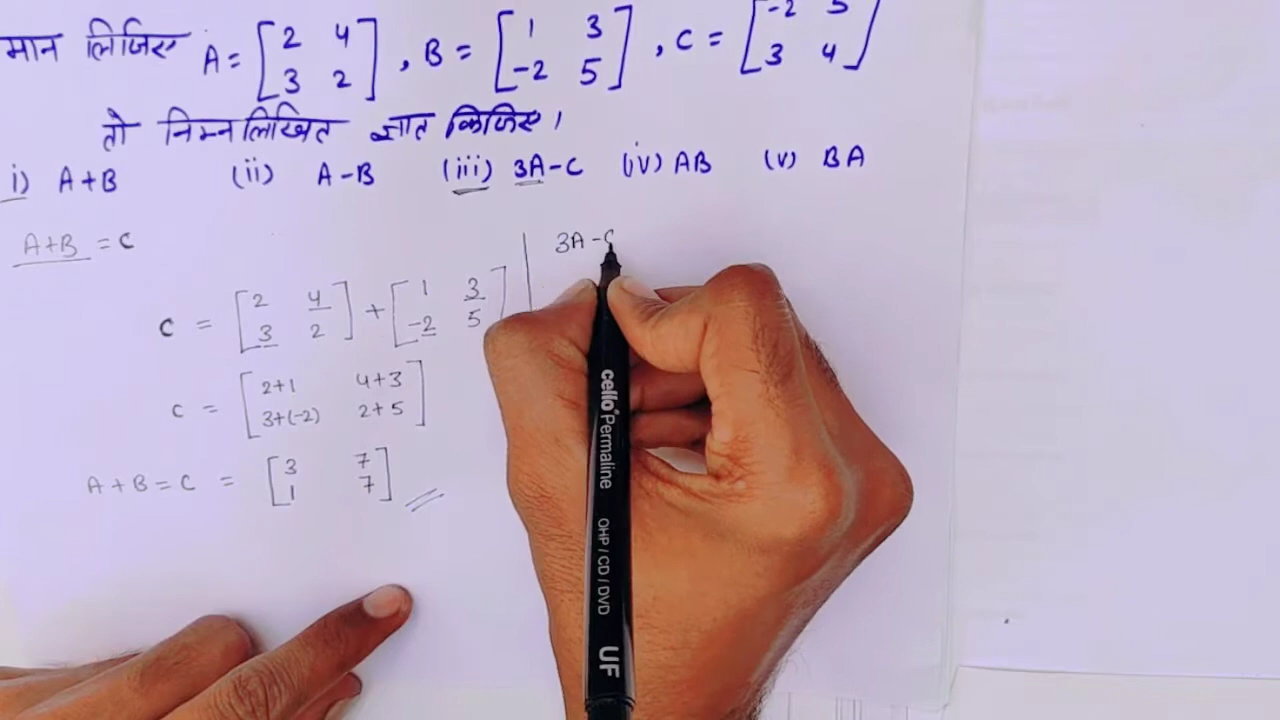 मान लिजिए A = [2 4 3 2], B = [1 3 -2 5], C = [-2 5 3 4]
तो निम्नलिखित ज्ञात किजिए।
i) A+B (ii) A-B (iii) 3A-C (iv) AB (v) BA
A+B = C
C = [2 4 3 2] + [1 3 -2 5]
C = [2+1 4+3 3+(-2) 2+5]
A+B=C = [3 7 1 7]
3A-C
cello Permaline OHP / CD / DVD UF